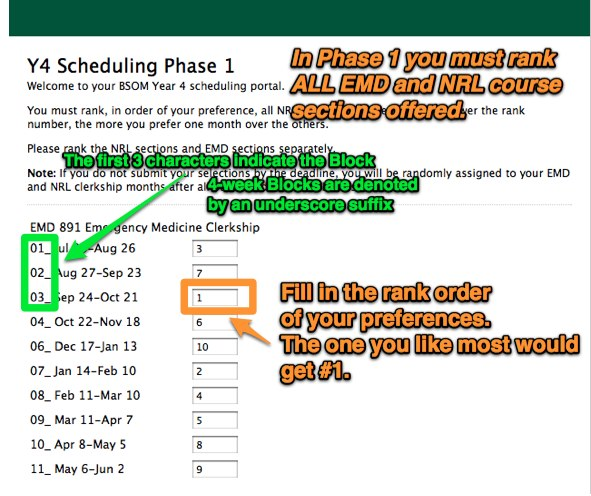 Y4 Scheduling Phase 1
In Phase 1 you must rank
ALL EMD and NRL course
sections offered.
Welcome to your BSOM Year 4 scheduling portal.
You must rank, in order of your preference, all NR er the rank
number, the more you prefer one month over the others.
Please rank the NRL sections and EMD sections separately.
The first 3 characters indicate the Block
Note: If you do not submit your selections by the deadline, you will be randomly assigned to your EMD
and NRL clerkship months after al
4-week Blocks are denoted
by an underscore suffix
EMD 891 Emergency Medicine Clerkship
01_ Aug 26 3
02_ Aug 27-Sep 23 7
03_ Sep 24-Oct 21 1
04_ Oct 22-Nov 18 6
06_ Dec 17-Jan 13 10
07_ Jan 14-Feb 10 2
08_ Feb 11-Mar 10 4
09_ Mar 11-Apr 7 5
10_ Apr 8-May 5 8
11_ May 6-Jun 2 9
Fill in the rank order
of your preferences.
The one you like most would
get #1.